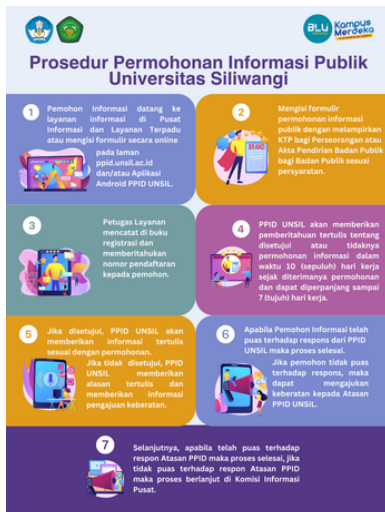 BLU
Kampus
Merdeka
Prosedur Permohonan Informasi Publik
Universitas Siliwangi
1
Pemohon Informasi datang ke
layanan informasi di Pusat
Informasi dan Layanan Terpadu
atau mengisi formulir secara online
pada laman
ppid.unsil.ac.id
dan/atau Aplikasi
Android PPID UNSIL.
2
Mengisi formulir
permohonan informasi
publik dengan melampirkan
KTP bagi Perseorangan atau
Akta Pendirian Badan Publik
bagi Badan Publik sesuai
persyaratan.
BRAND
3
Petugas Layanan
mencatat di buku
registrasi dan
memberitahukan
nomor pendaftaran
kepada pemohon.
4
PPID UNSIL akan memberikan
pemberitahuan tertulis tentang
disetujui atau tidaknya
permohonan informasi dalam
waktu 10 (sepuluh) hari kerja
sejak diterimanya permohonan
dan dapat diperpanjang sampai
7 (tujuh) hari kerja.
5
Jika disetujui, PPID UNSIL akan
memberikan informasi tertulis
sesuai dengan permohonan.
Jika tidak disetujui, PPID
UNSIL memberikan
alasan tertulis dan
memberikan informasi
pengajuan keberatan.
6
Apabila Pemohon Informasi telah
puas terhadap respons dari PPID
UNSIL maka proses selesai.
Jika pemohon tidak puas
terhadap respons, maka
dapat mengajukan
keberatan kepada Atasan
PPID UNSIL.
7
Selanjutnya, apabila telah puas terhadap
respon Atasan PPID maka proses selesai, jika
tidak puas terhadap respon Atasan PPID
maka proses berlanjut di Komisi Informasi
Pusat.